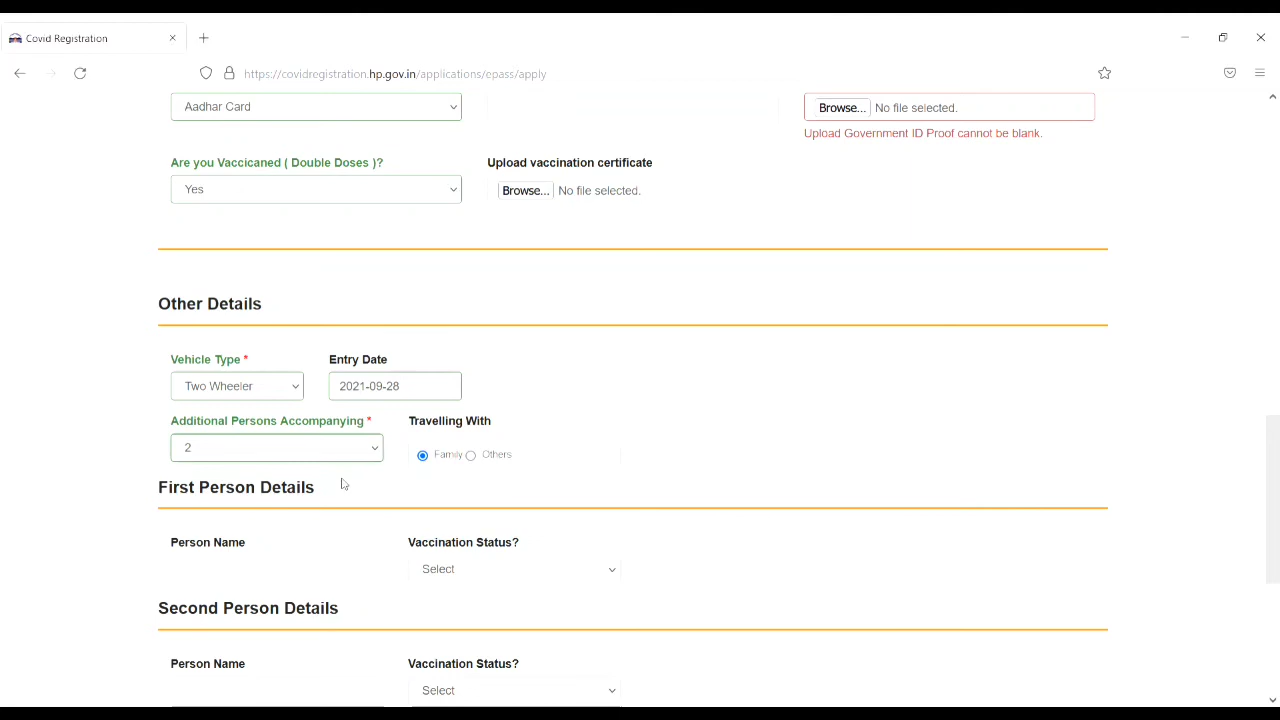 Covid Registration
https://covidregistration.hp.gov.in/applications/epass/apply
Aadhar Card
Browse... No file selected.
Upload Government ID Proof cannot be blank.
Are you Vaccicaned ( Double Doses )? Upload vaccination certificate
Yes
Browse... No file selected.
Other Details
Vehicle Type * Entry Date
Two Wheeler 2021-09-28
Additional Persons Accompanying * Travelling With
2
Family Others
First Person Details
Person Name Vaccination Status?
Select
Second Person Details
Person Name Vaccination Status?
Select